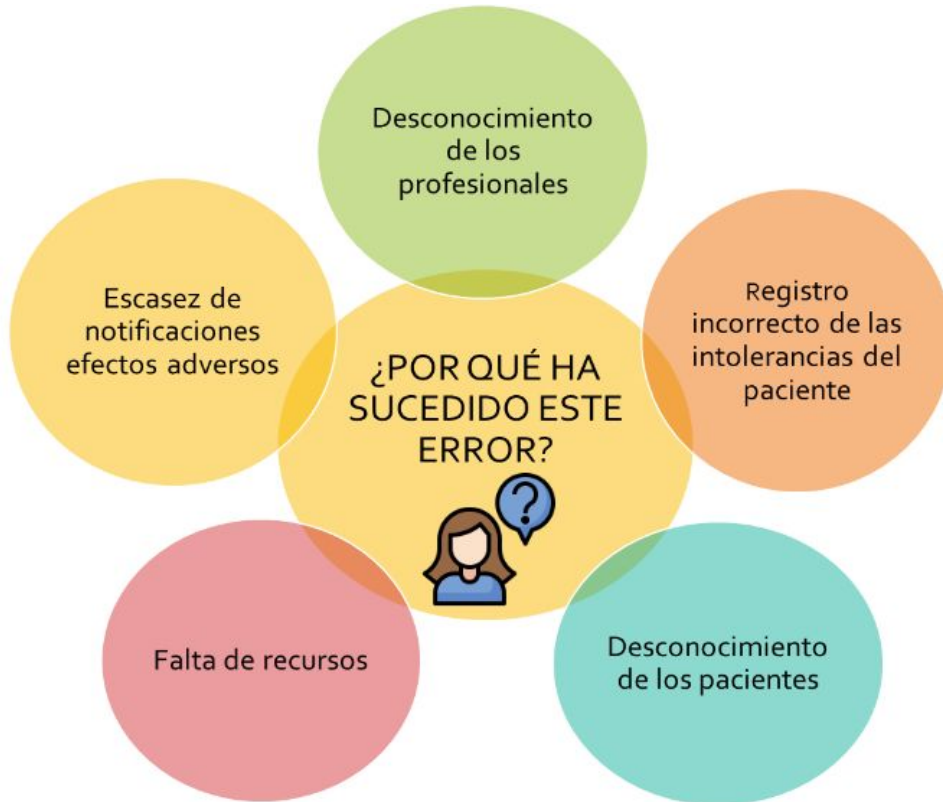 Desconocimiento
de los
profesionales
Escasez de
notificaciones
efectos adversos
Registro
incorrecto de las
intolerancias del
paciente
¿POR QUÉ HA
SUCEDIDO ESTE
ERROR?
?
Falta de recursos
Desconocimiento
de los pacientes